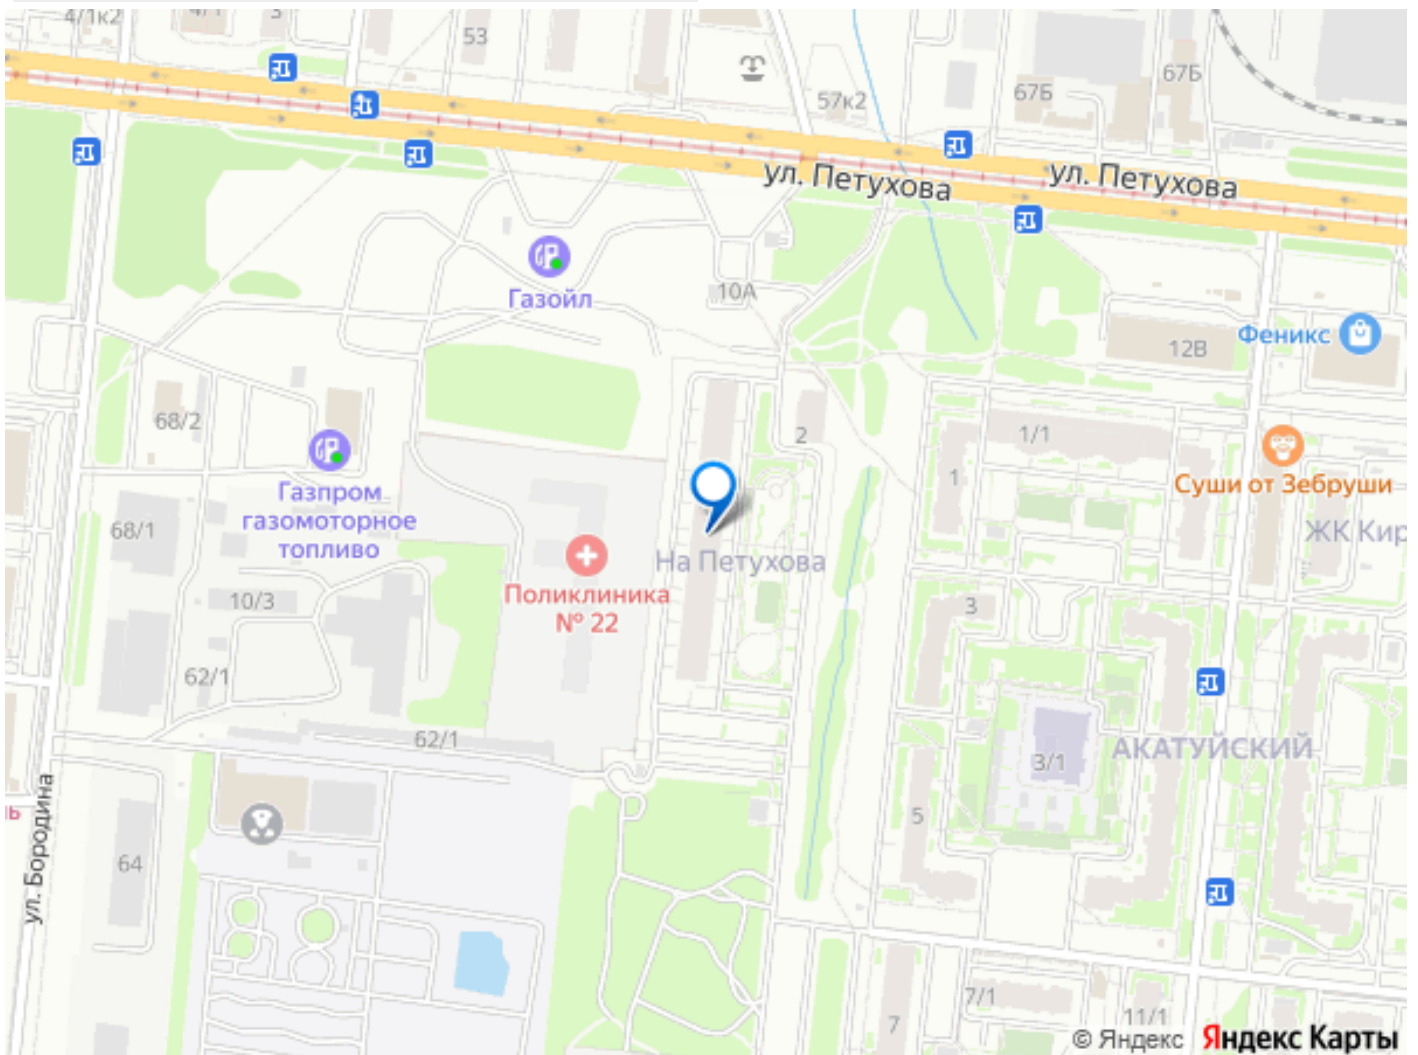 4/1к2
4/1
3
53
57к2
67Б
67Б
ул. Петухова
ул. Петухова
Газойл
10А
12В
Феникс
68/2
2
1/1
1
Суши от Зебруши
Газпром
газомоторное
топливо
68/1
ЖК Кир
На Петухова
Поликлиника
№ 22
10/3
3
62/1
62/1
АКАТУЙСКИЙ
3/1
5
ь
64
ул. Бородина
7/1
11/1
7
© Яндекс
Яндекс Карты